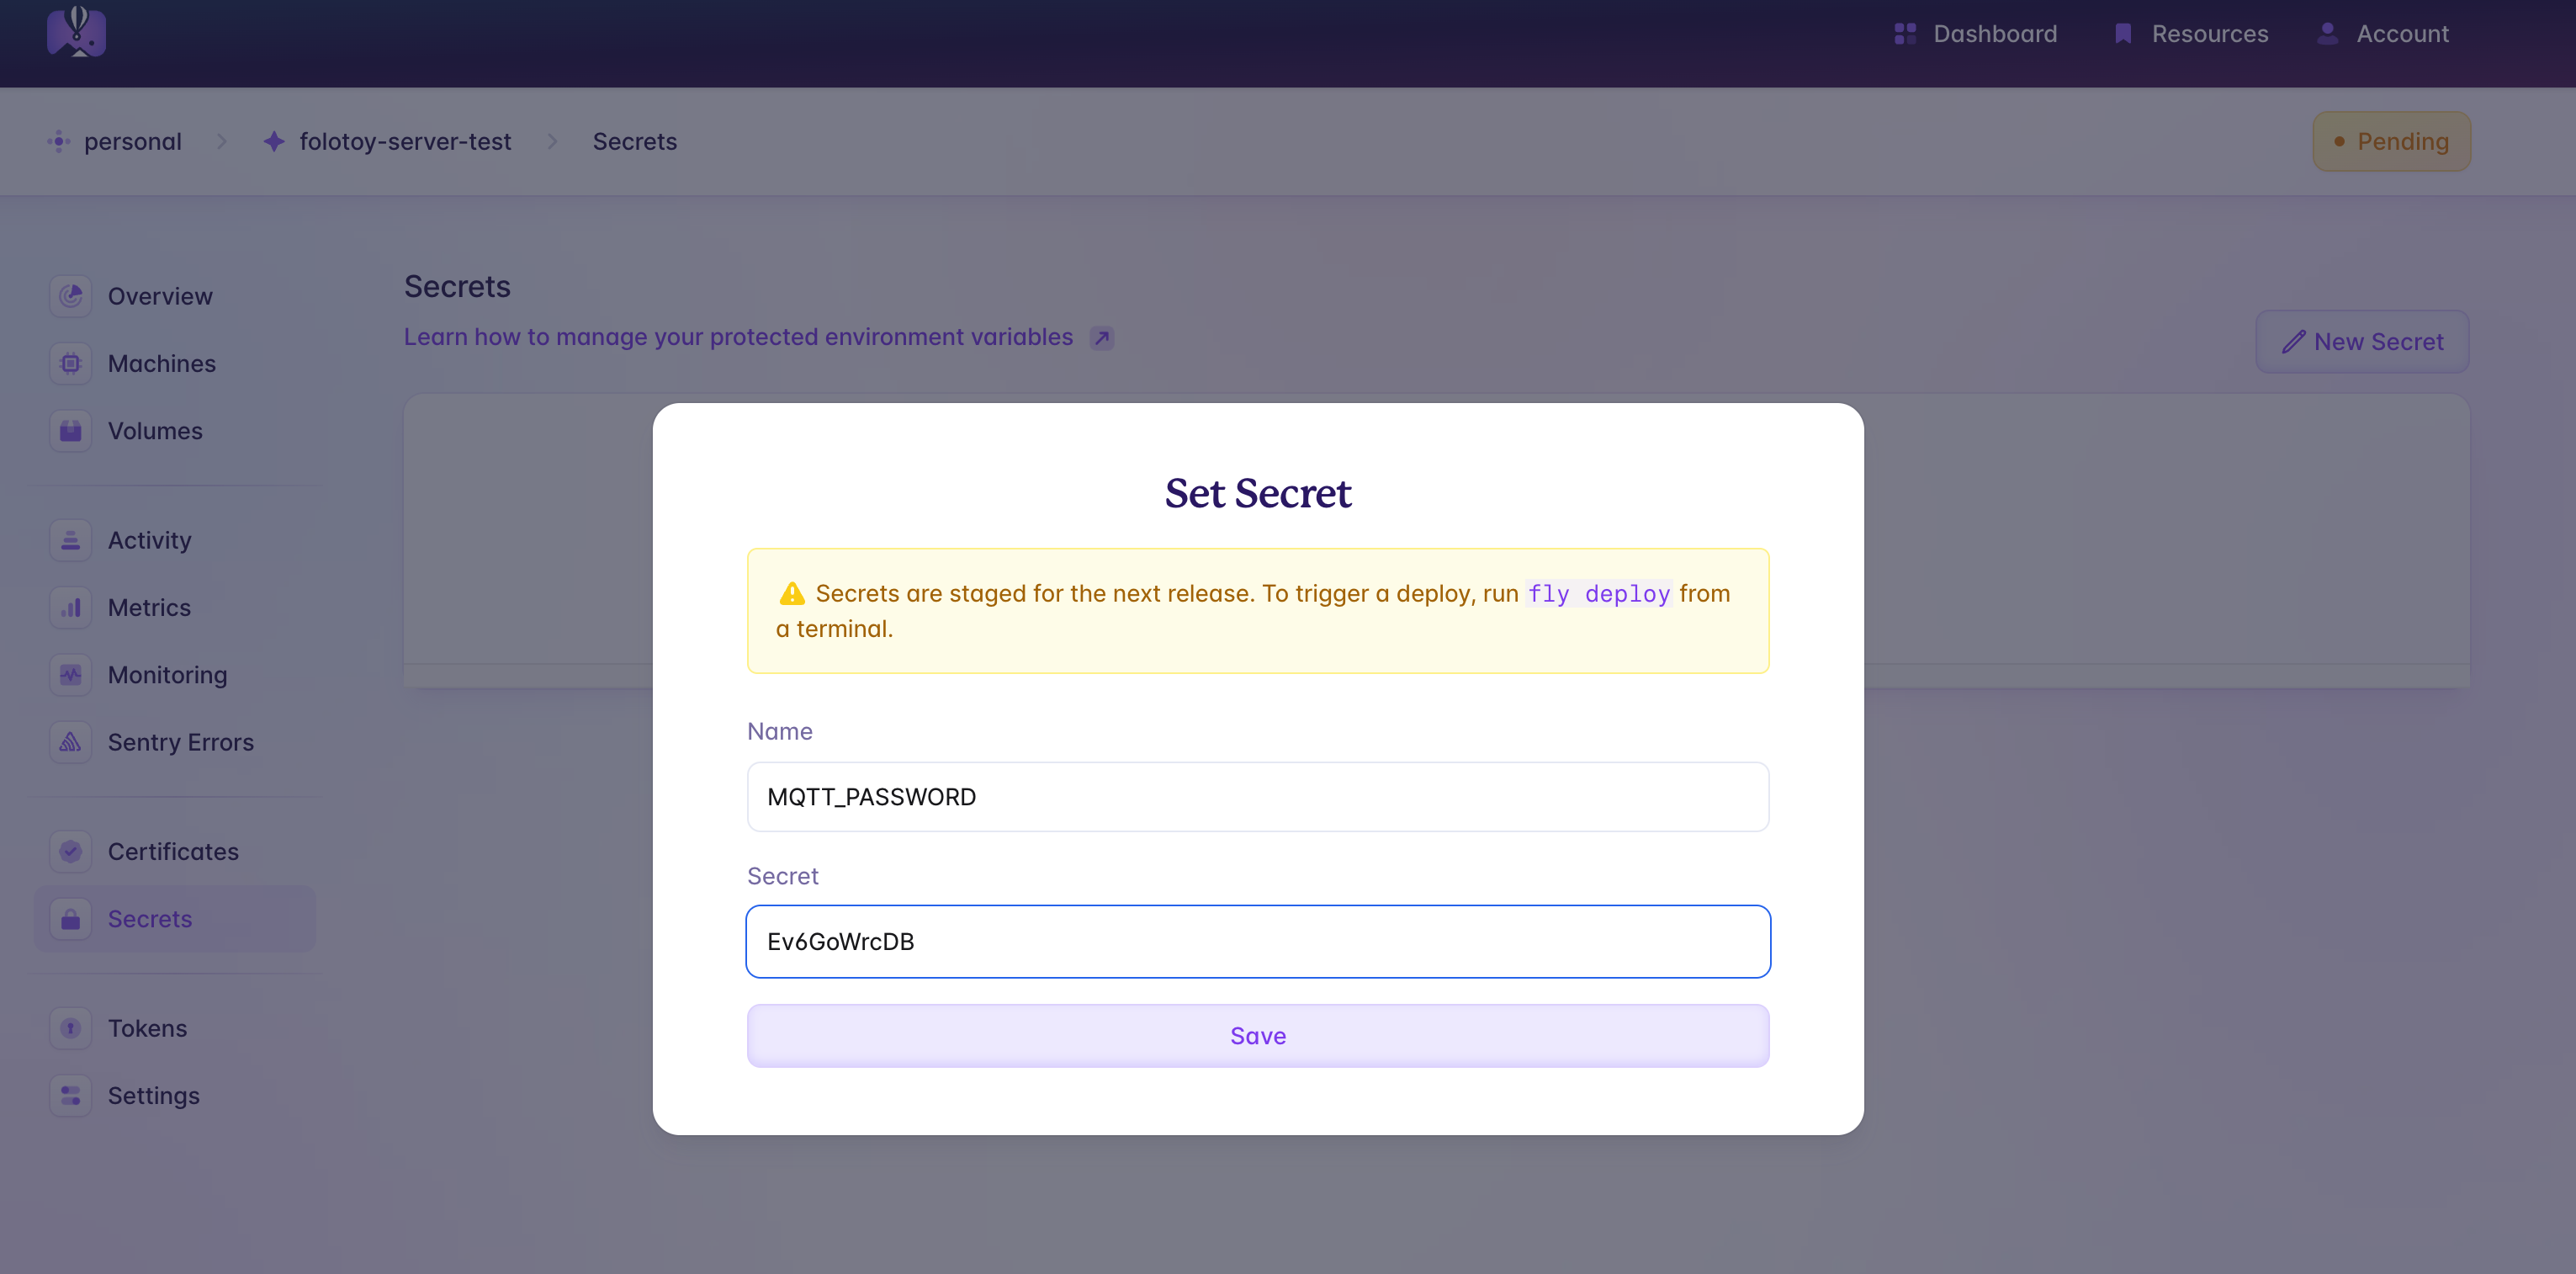 Dashboard
Resources
Account
personal
folotoy-server-test
Secrets
Pending
Overview
Machines
Volumes
Activity
Metrics
Monitoring
Sentry Errors
Certificates
Secrets
Tokens
Settings
Secrets
Learn how to manage your protected environment variables
New Secret
Set Secret
Secrets are staged for the next release. To trigger a deploy, run fly deploy from
a terminal.
Name
MQTT_PASSWORD
Secret
Ev6GoWrcDB
Save